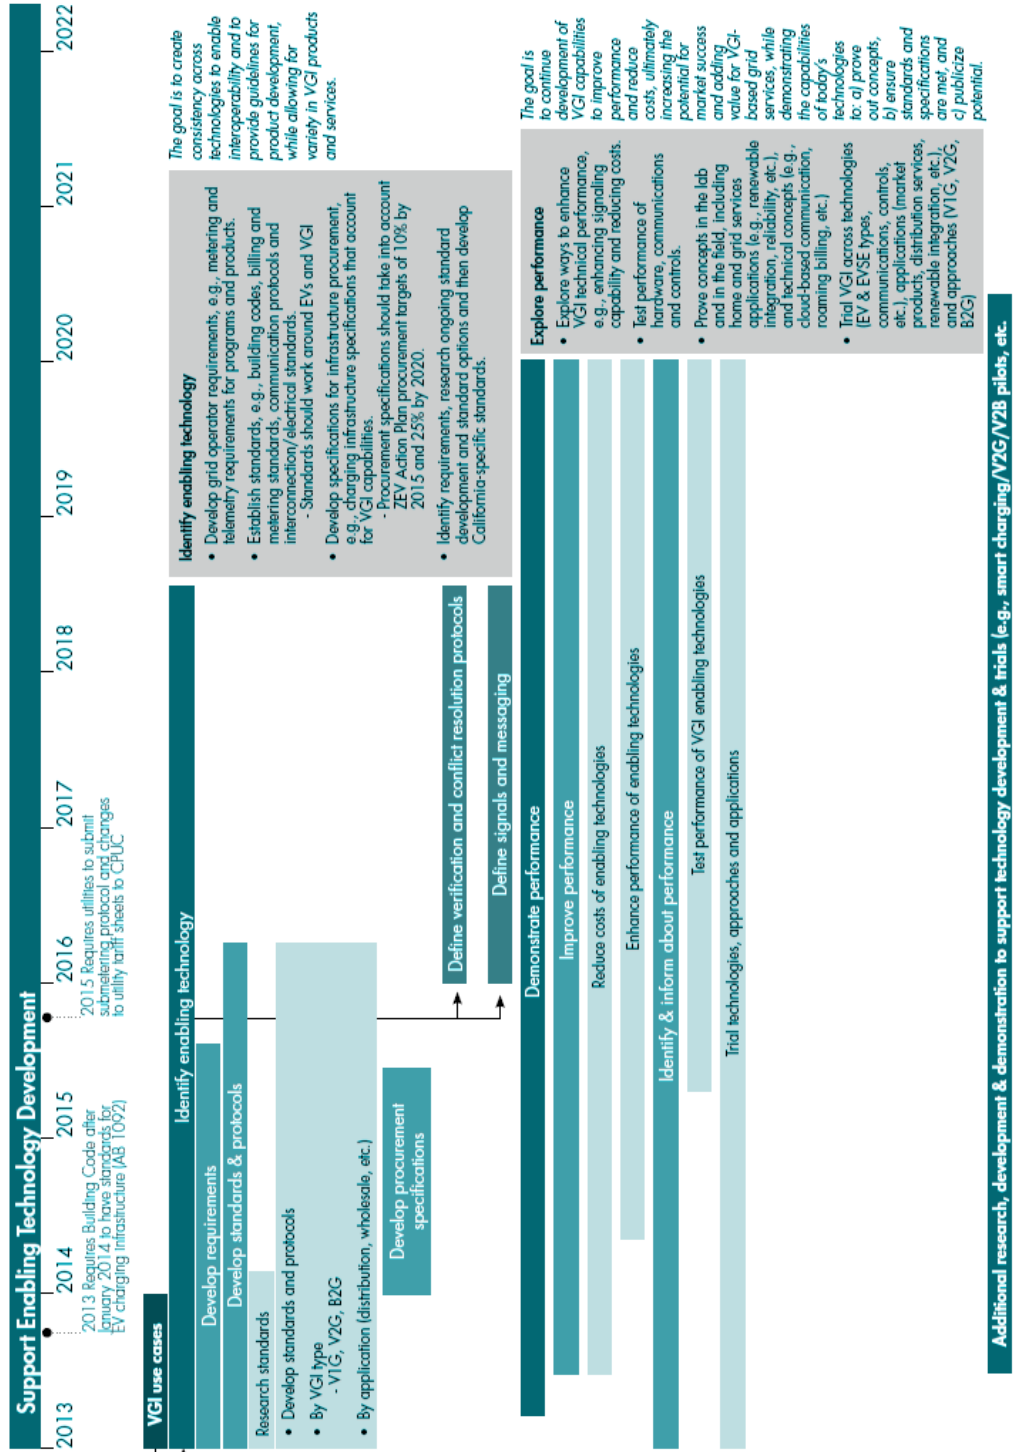 Support Enabling Technology Development
2013
2014
2015
2016
2017
2018
2019
2020
2021
2022
2013 Requires Building Code after
January 2014 to have standards for
EV charging infrastructure (AB 1092)
2015 Requires utilities to submit
submetering protocol and changes
to utility tariff sheets to CPUC
VGI use cases
Identify enabling technology
Develop requirements
Develop standards & protocols
Research standards
• Develop standards and protocols
• By VGI type
- V1G, V2G, B2G
• By application (distribution, wholesale, etc.)
Develop procurement
specifications
Define verification and conflict resolution protocols
Define signals and messaging
Identify enabling technology
• Develop grid operator requirements, e.g., metering and
telemetry requirements for programs and products.
• Establish standards, e.g., building codes, billing and
metering standards, communication protocols and
interconnection/electrical standards.
- Standards should work around EVs and VGI
• Develop specifications for infrastructure procurement,
e.g., charging infrastructure specifications that account
for VGI capabilities.
- Procurement specifications should take into account
ZEV Action Plan procurement targets of 10% by
2015 and 25% by 2020.
• Identify requirements, research ongoing standard
development and standard options and then develop
California-specific standards.
The goal is to create
consistency across
technologies to enable
interoperability and to
provide guidelines for
product development,
while allowing for
variety in VGI products
and services.
Demonstrate performance
Improve performance
Reduce costs of enabling technologies
Enhance performance of enabling technologies
Identify & inform about performance
Test performance of VGI enabling technologies
Trial technologies, approaches and applications
Explore performance
• Explore ways to enhance
VGI technical performance,
e.g., enhancing signaling
capability and reducing costs.
• Test performance of
hardware, communications
and controls.
• Prove concepts in the lab
and in the field, including
home and grid services
applications (e.g., renewable
integration, reliability, etc.),
and technical concepts (e.g.,
cloud-based communication,
roaming billing, etc.)
• Trial VGI across technologies
(EV & EVSE types,
communications, controls,
etc.), applications (market
products, distribution services,
renewable integration, etc.),
and approaches (V1G, V2G,
B2G)
The goal is
to continue
development of
VGI capabilities
to improve
performance
and reduce
costs, ultimately
increasing the
potential for
market success
and adding
value for VGI-
based grid
services, while
demonstrating
the capabilities
of today's
technologies
to: a) prove
out concepts,
b) ensure
standards and
specifications
are met, and
c) publicize
potential.
Additional research, development & demonstration to support technology development & trials (e.g., smart charging/V2G/V2B pilots, etc.